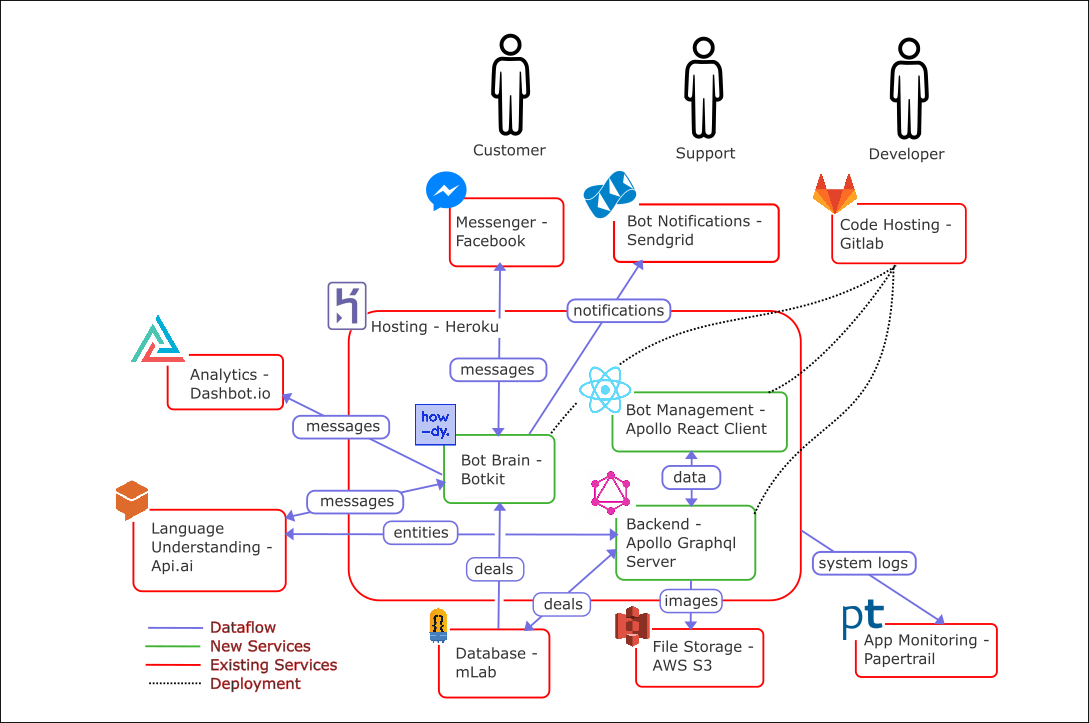 Customer
Support
Developer
Messenger -
Facebook
Bot Notifications -
Sendgrid
Code Hosting -
Gitlab
Hosting - Heroku
notifications
messages
Analytics -
Dashbot.io
messages
how
-dy.
Bot Management -
Apollo React Client
Bot Brain -
Botkit
data
messages
Language
Understanding -
Api.ai
entities
Backend -
Apollo Graphql
Server
deals
system logs
deals
images
pt
Dataflow
New Services
Existing Services
Deployment
Database -
mLab
File Storage -
AWS S3
App Monitoring -
Papertrail